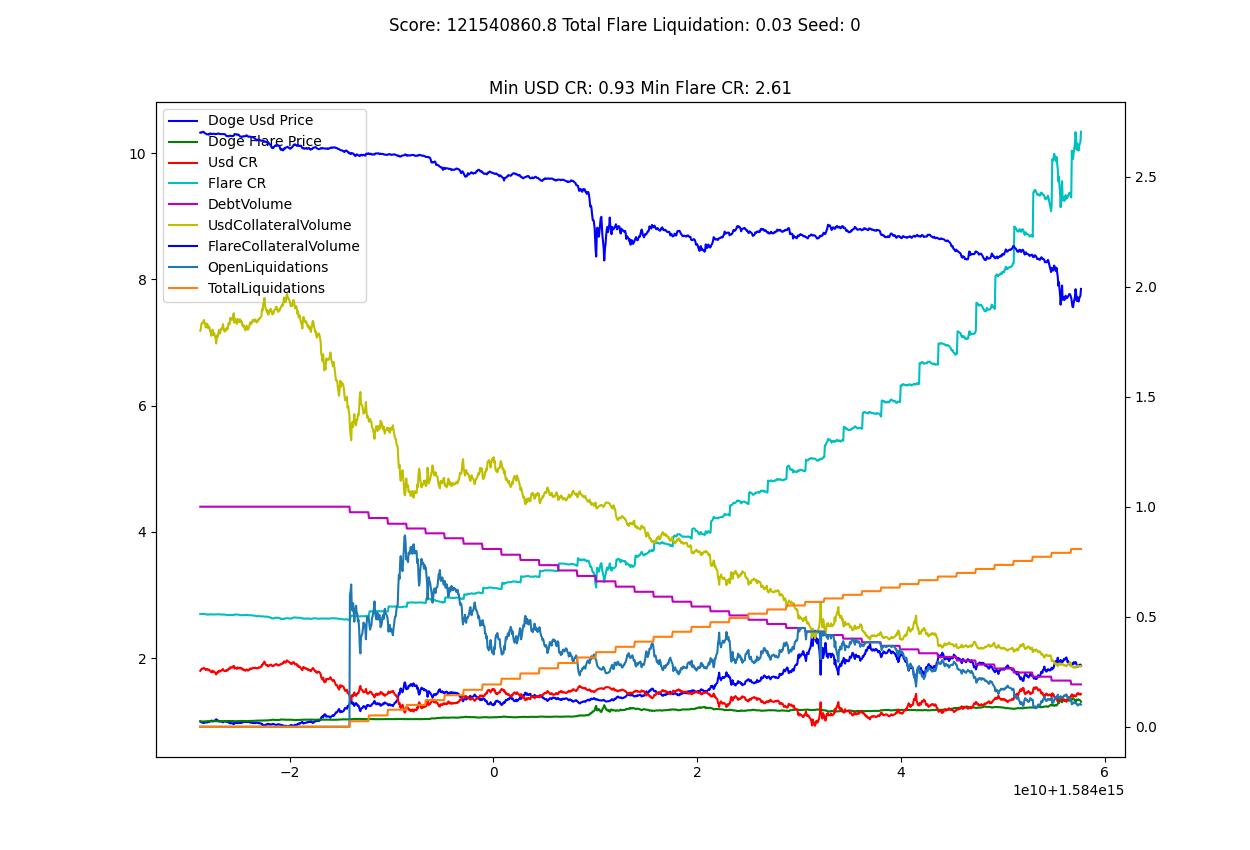 Score: 121540860.8 Total Flare Liquidation: 0.03 Seed: 0
Min USD CR: 0.93 Min Flare CR: 2.61
Doge Usd Price
Doge Flare Price
Usd CR
Flare CR
DebtVolume
UsdCollateralVolume
FlareCollateralVolume
OpenLiquidations
TotalLiquidations
10
8
6
4
2
2.5
2.0
1.5
1.0
0.5
0.0
−2
0
2
4
6
1e10+1.584e15